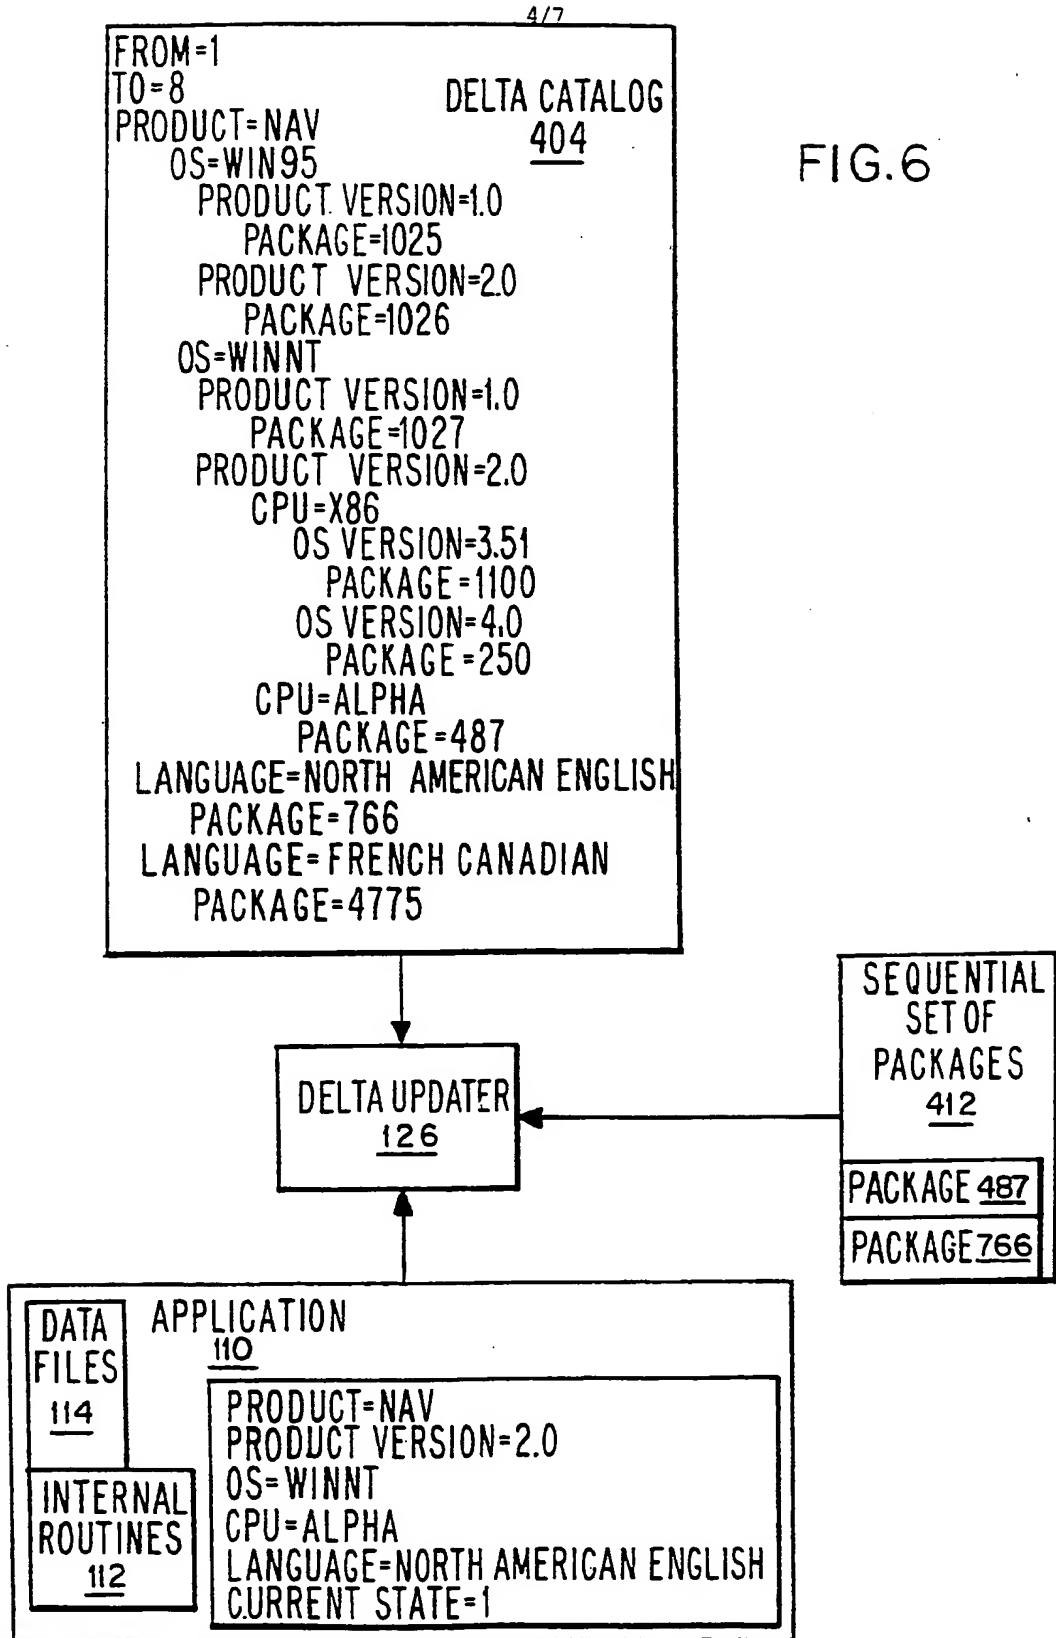 4/7
FROM=1
TO=8
DELTA CATALOG
404
PRODUCT=NAV
OS=WIN95
PRODUCT VERSION=1.0
PACKAGE=1025
PRODUCT VERSION=2.0
PACKAGE=1026
OS=WINNT
PRODUCT VERSION=1.0
PACKAGE=1027
PRODUCT VERSION=2.0
CPU=X86
OS VERSION=3.51
PACKAGE=1100
OS VERSION=4.0
PACKAGE=250
CPU=ALPHA
PACKAGE=487
LANGUAGE=NORTH AMERICAN ENGLISH
PACKAGE=766
LANGUAGE=FRENCH CANADIAN
PACKAGE=4775
FIG.6
DELTA UPDATER
126
SEQUENTIAL
SET OF
PACKAGES
412
PACKAGE 487
PACKAGE 766
DATA
FILES
114
APPLICATION
110
INTERNAL
ROUTINES
112
PRODUCT=NAV
PRODUCT VERSION=2.0
OS=WINNT
CPU=ALPHA
LANGUAGE=NORTH AMERICAN ENGLISH
CURRENT STATE=1